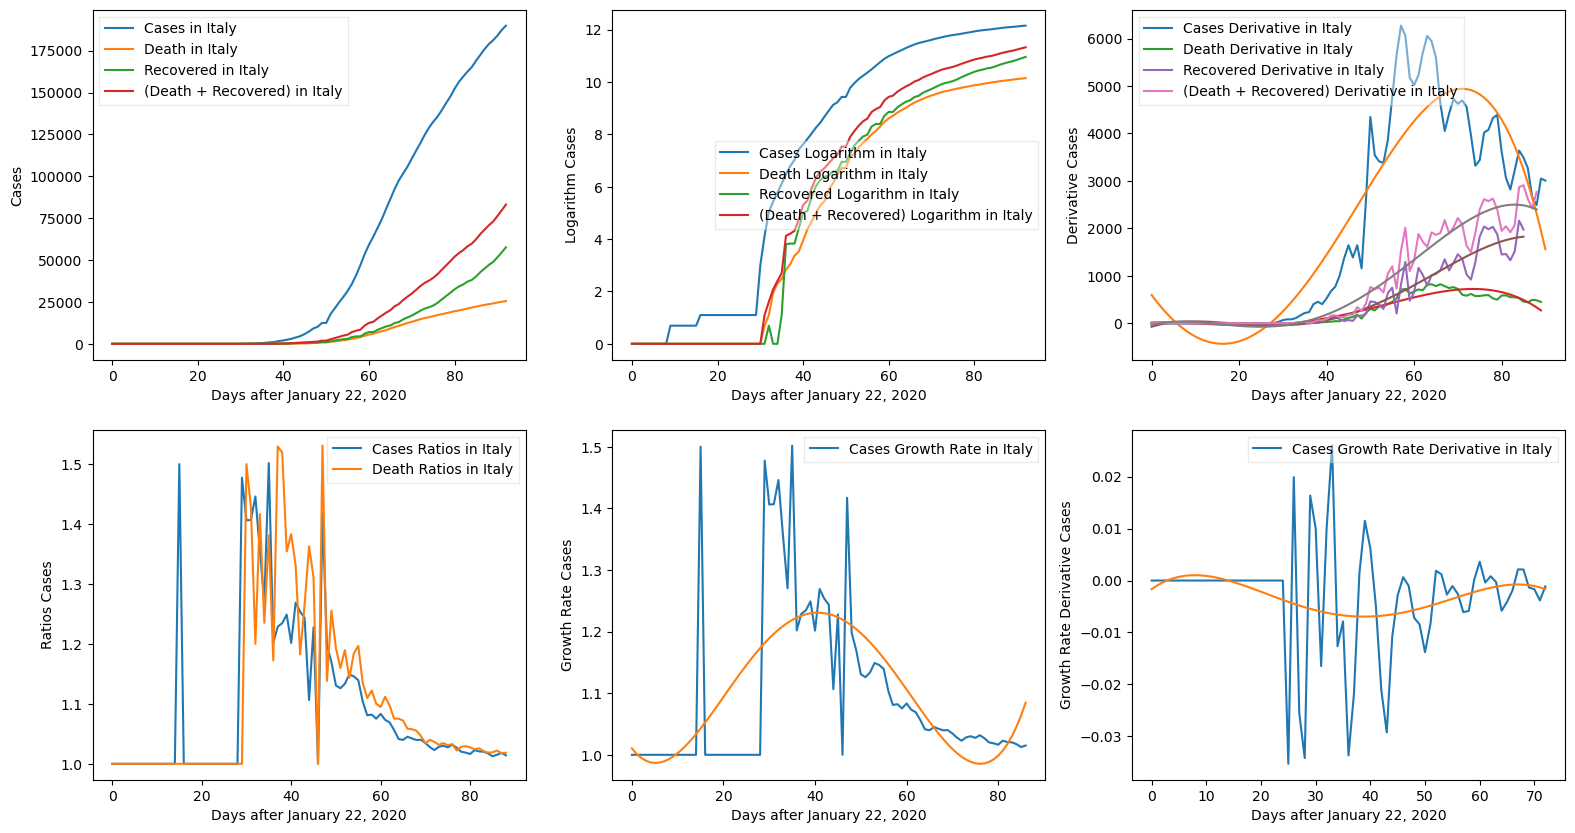 Cases in Italy
Death in Italy
Recovered in Italy
(Death + Recovered) in Italy
Cases
175000
150000
125000
100000
75000
50000
25000
0
0 20 40 60 80
Days after January 22, 2020
Cases Logarithm in Italy
Death Logarithm in Italy
Recovered Logarithm in Italy
(Death + Recovered) Logarithm in Italy
Logarithm Cases
12
10
8
6
4
2
0
0 20 40 60 80
Days after January 22, 2020
Cases Derivative in Italy
Death Derivative in Italy
Recovered Derivative in Italy
(Death + Recovered) Derivative in Italy
Derivative Cases
6000
5000
4000
3000
2000
1000
0
0 20 40 60 80
Days after January 22, 2020
Cases Ratios in Italy
Death Ratios in Italy
Ratios Cases
1.5
1.4
1.3
1.2
1.1
1.0
0 20 40 60 80
Days after January 22, 2020
Cases Growth Rate in Italy
Growth Rate Cases
1.5
1.4
1.3
1.2
1.1
1.0
0 20 40 60 80
Days after January 22, 2020
Cases Growth Rate Derivative in Italy
Growth Rate Derivative Cases
0.02
0.01
0.00
−0.01
−0.02
−0.03
0 10 20 30 40 50 60 70
Days after January 22, 2020